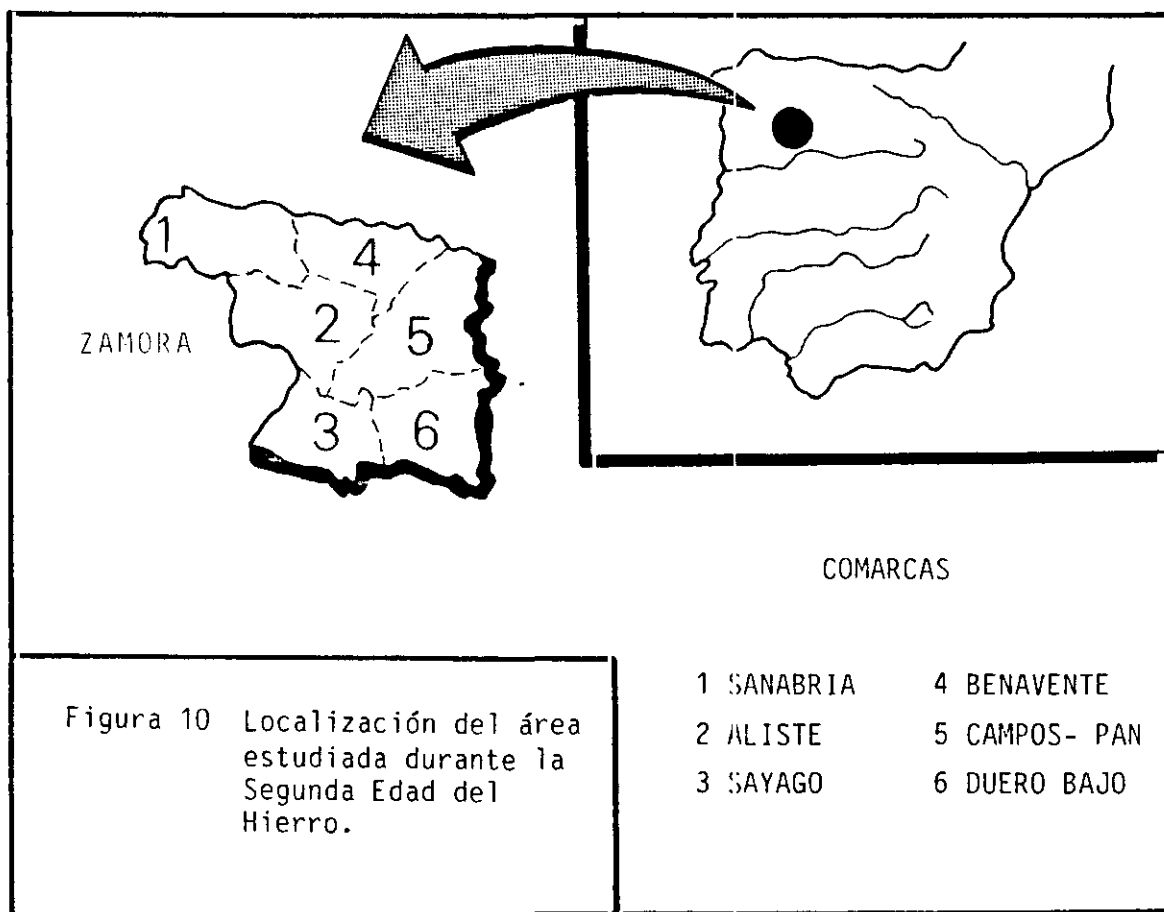 1
4
ZAMORA
2
5
3
6
COMARCAS
1 SANABRIA 4 BENAVENTE
2 ALISTE 5 CAMPOS- PAN
3 SAYAGO 6 DUERO BAJO
Figura 10 Localización del área
estudiada durante la
Segunda Edad del
Hierro.